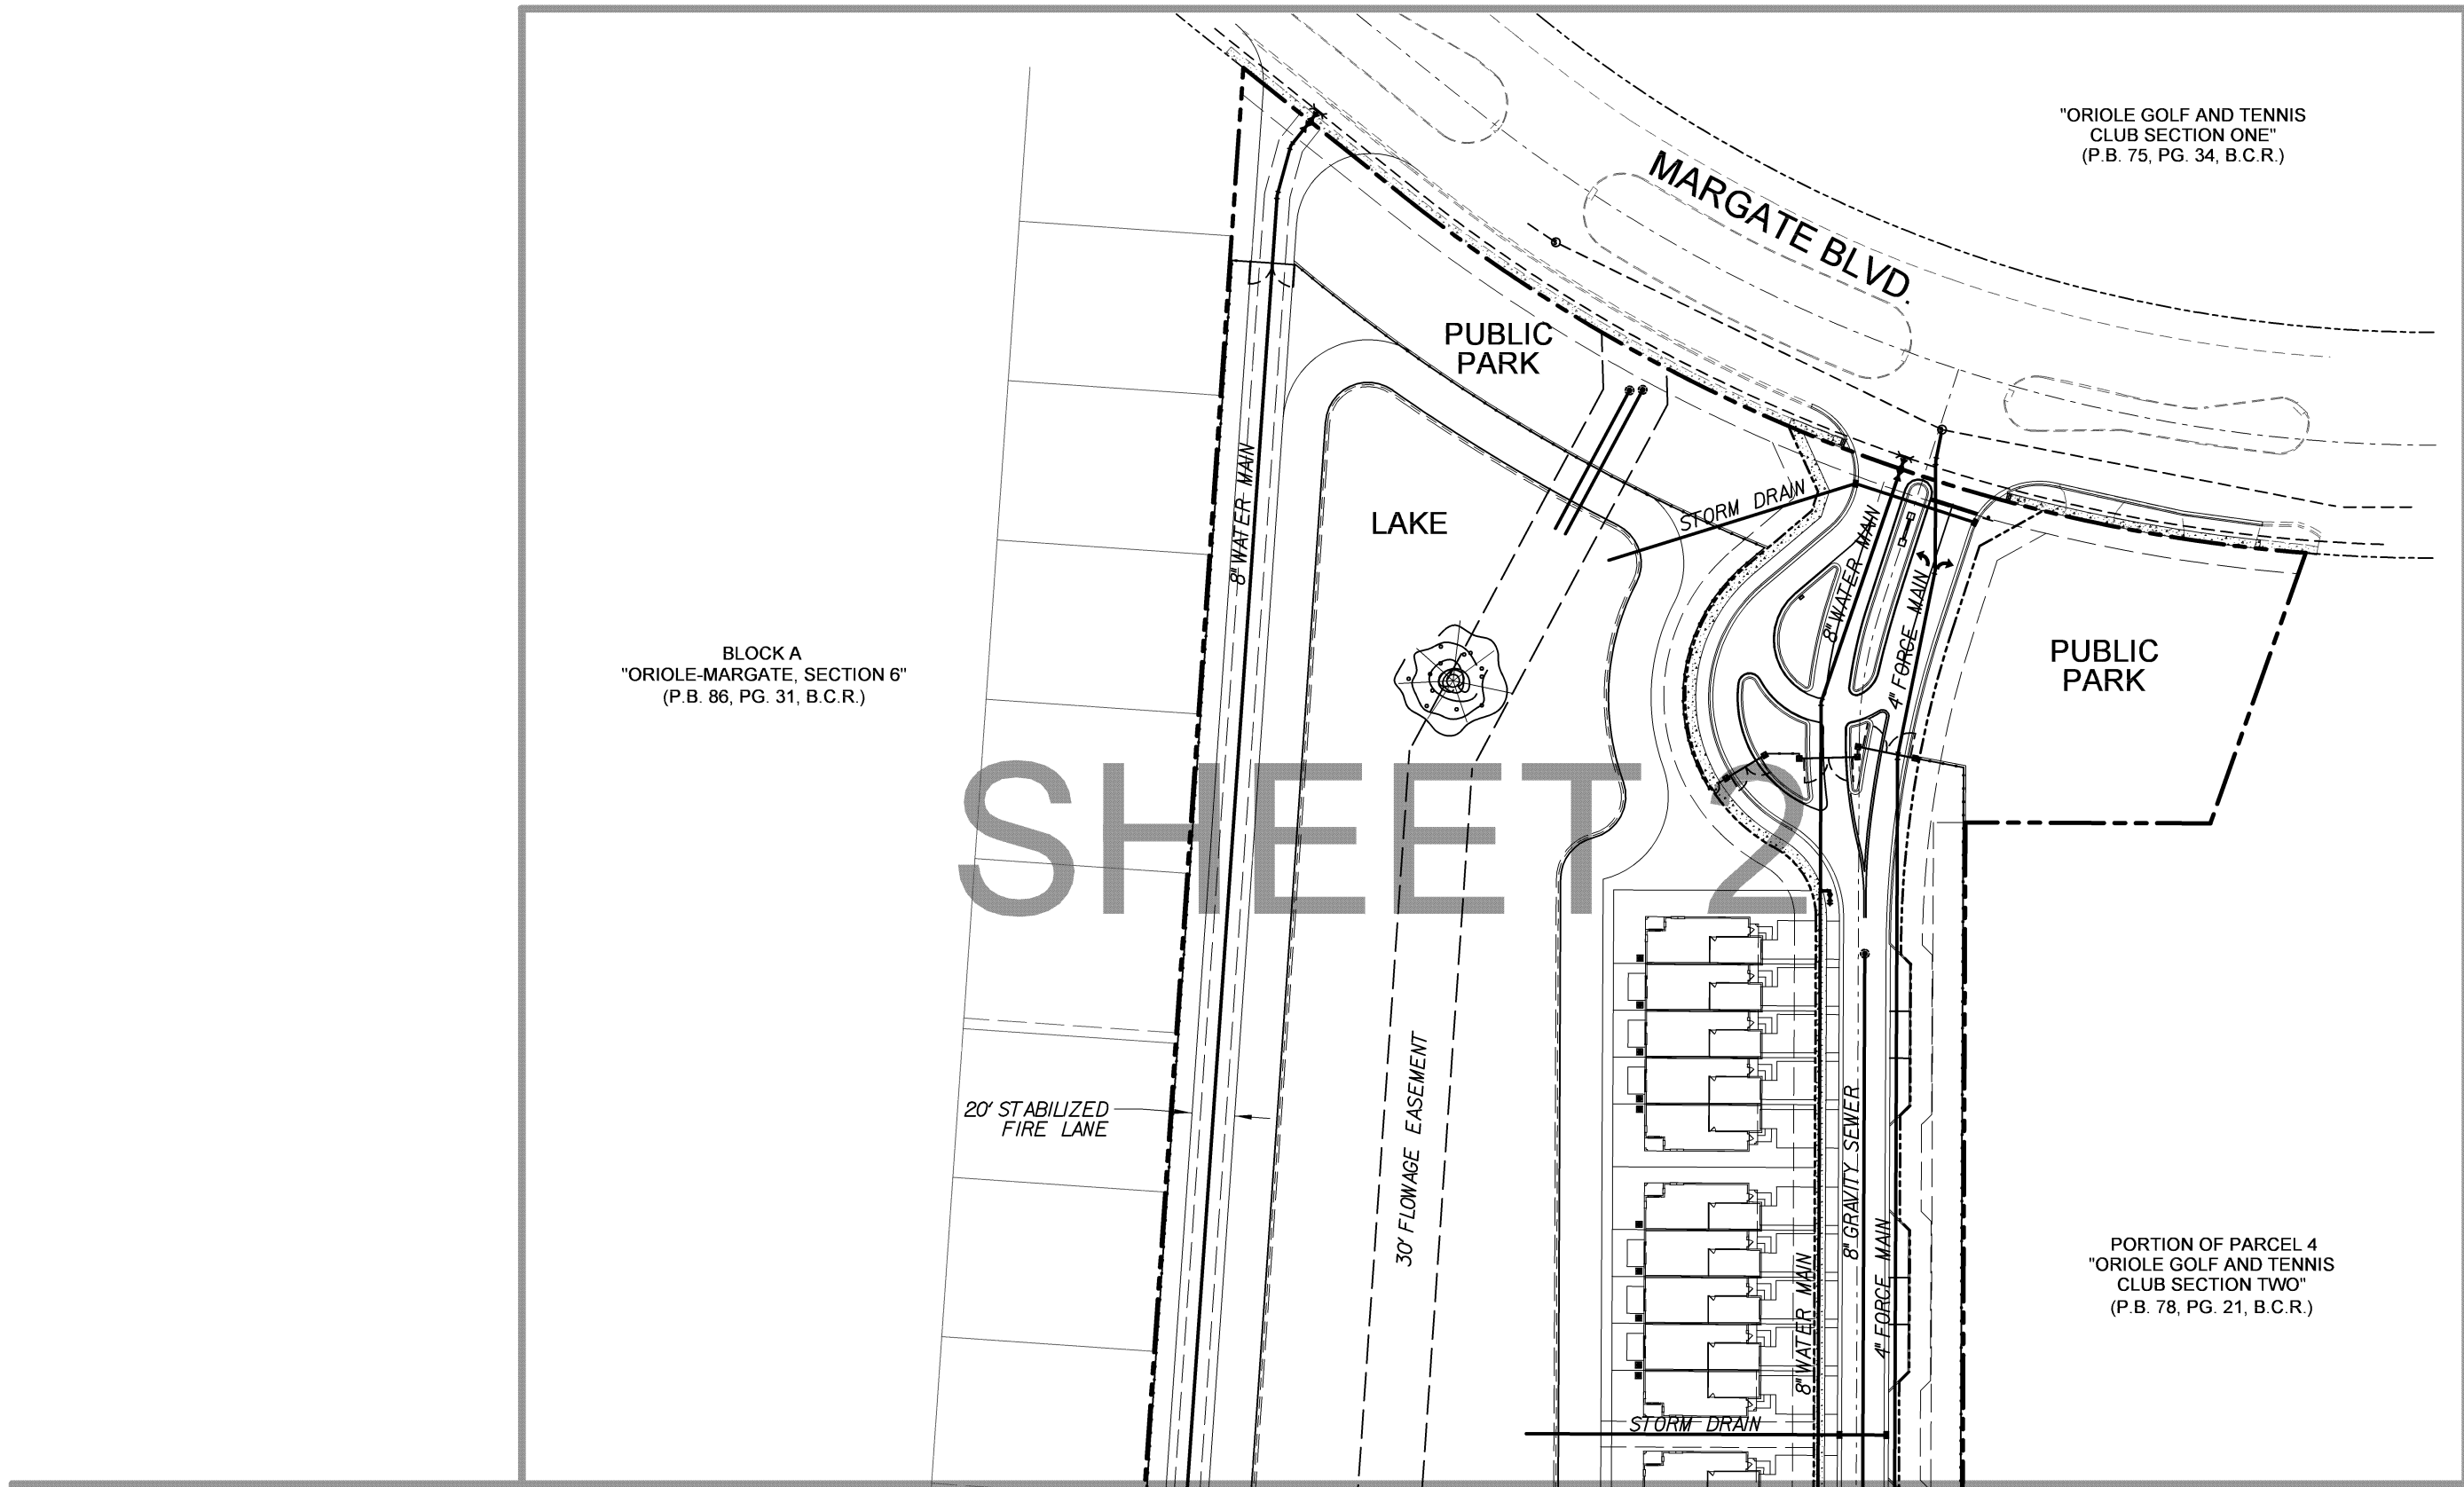 "ORIOLE GOLF AND TENNIS
CLUB SECTION ONE"
(P.B. 75, PG. 34, B.C.R.)
MARGATE BLVD.
PUBLIC
PARK
8" WATER MAIN
LAKE
STORM DRAIN
8" WATER MAIN
4" FORCE MAIN
PUBLIC
PARK
BLOCK A
"ORIOLE-MARGATE, SECTION 6"
(P.B. 86, PG. 31, B.C.R.)
SHEET 2
20' STABILIZED
FIRE LANE
30' FLOWAGE EASEMENT
8" GRAVITY SEWER
8" WATER MAIN
4" FORCE MAIN
PORTION OF PARCEL 4
"ORIOLE GOLF AND TENNIS
CLUB SECTION TWO"
(P.B. 78, PG. 21, B.C.R.)
STORM DRAIN